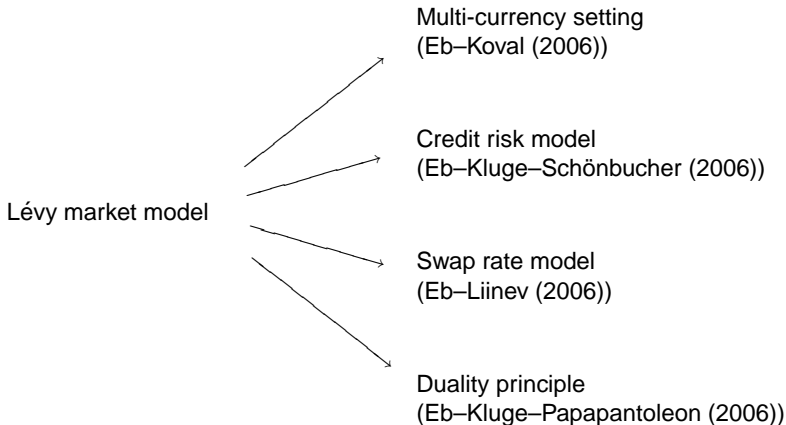 Multi-currency setting
(Eb–Koval (2006))
Credit risk model
(Eb–Kluge–Schönbucher (2006))
Lévy market model
Swap rate model
(Eb–Liinev (2006))
Duality principle
(Eb–Kluge–Papapantoleon (2006))